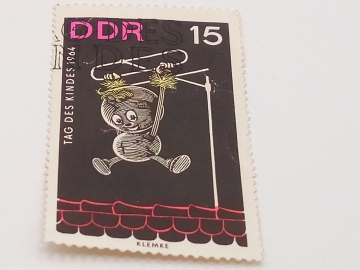 DDR 15
TAG DES KINDES 1964
KLEMKE